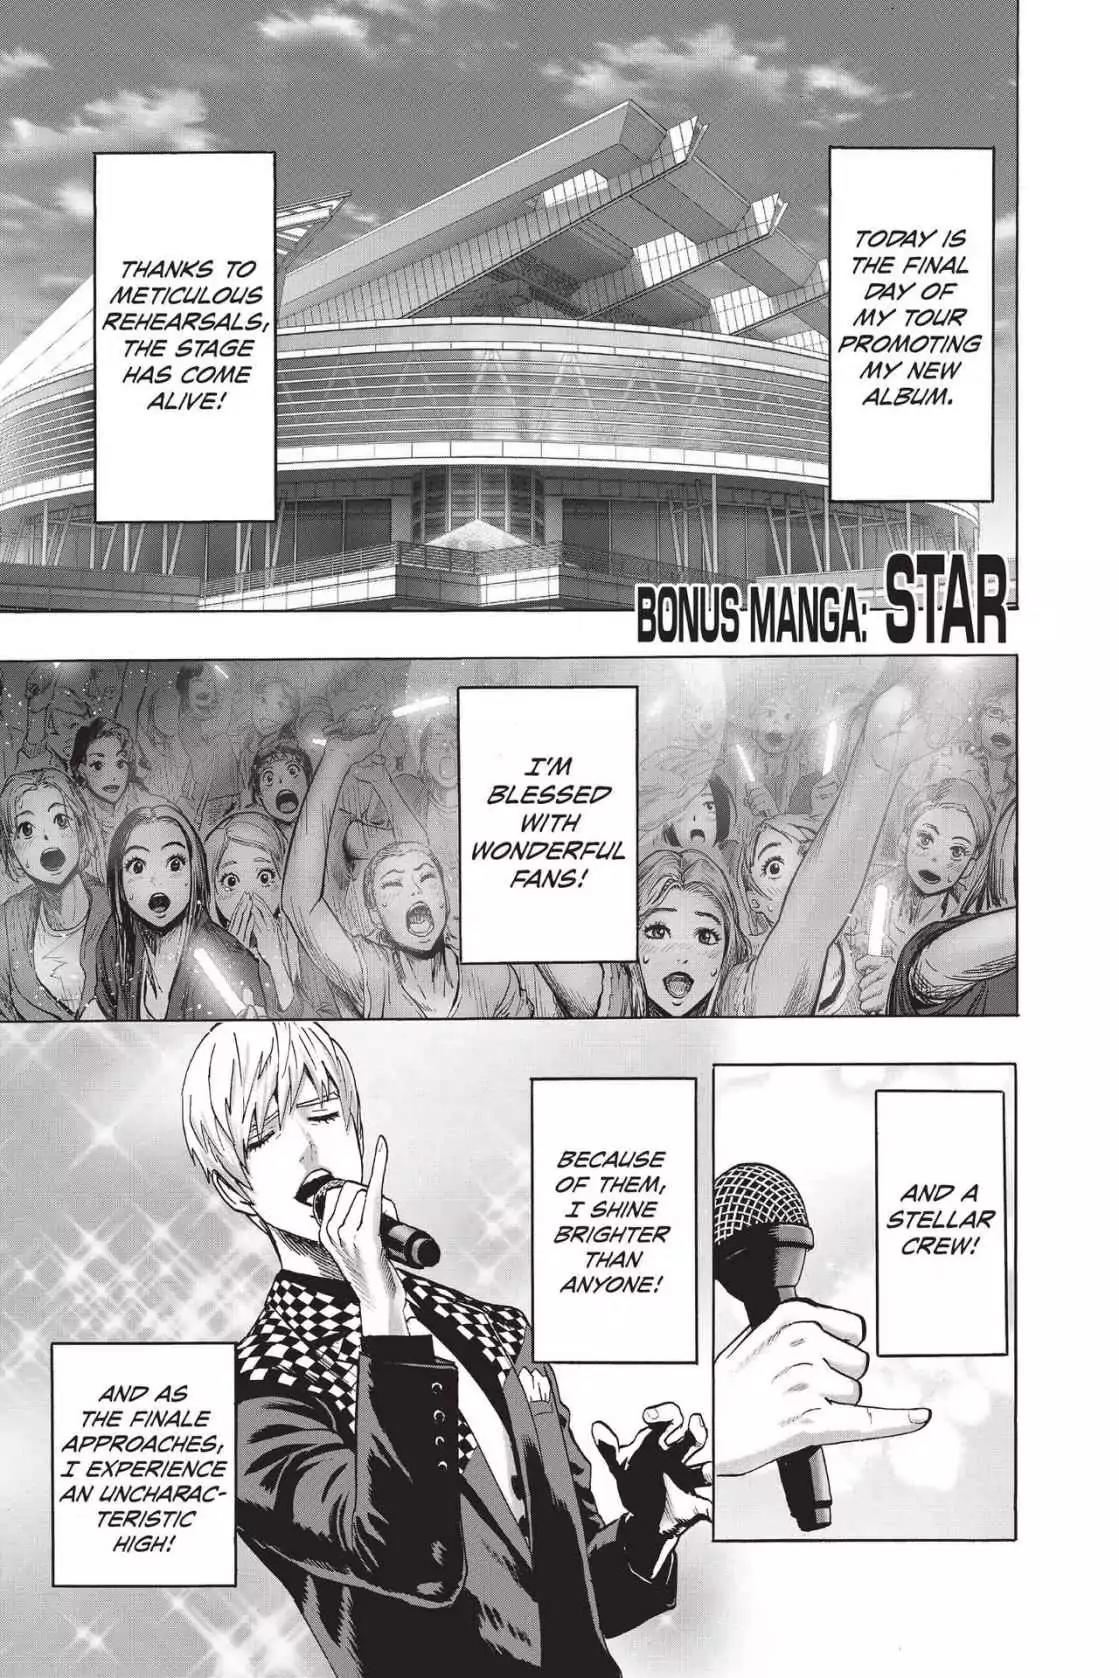 TODAY IS
THE FINAL
DAY OF
MY TOUR
PROMOTING
MY NEW
ALBUM.
THANKS TO
METICULOUS
REHEARSALS,
THE STAGE
HAS COME
ALIVE!
BONUS MANGA: STAR
I'M
BLESSED
WITH
WONDERFUL
FANS!
AND A
STELLAR
CREW!
BECAUSE
OF THEM,
I SHINE
BRIGHTER
THAN
ANYONE!
AND AS
THE FINALE
APPROACHES,
I EXPERIENCE
AN UNCHARAC-
TERISTIC
HIGH!